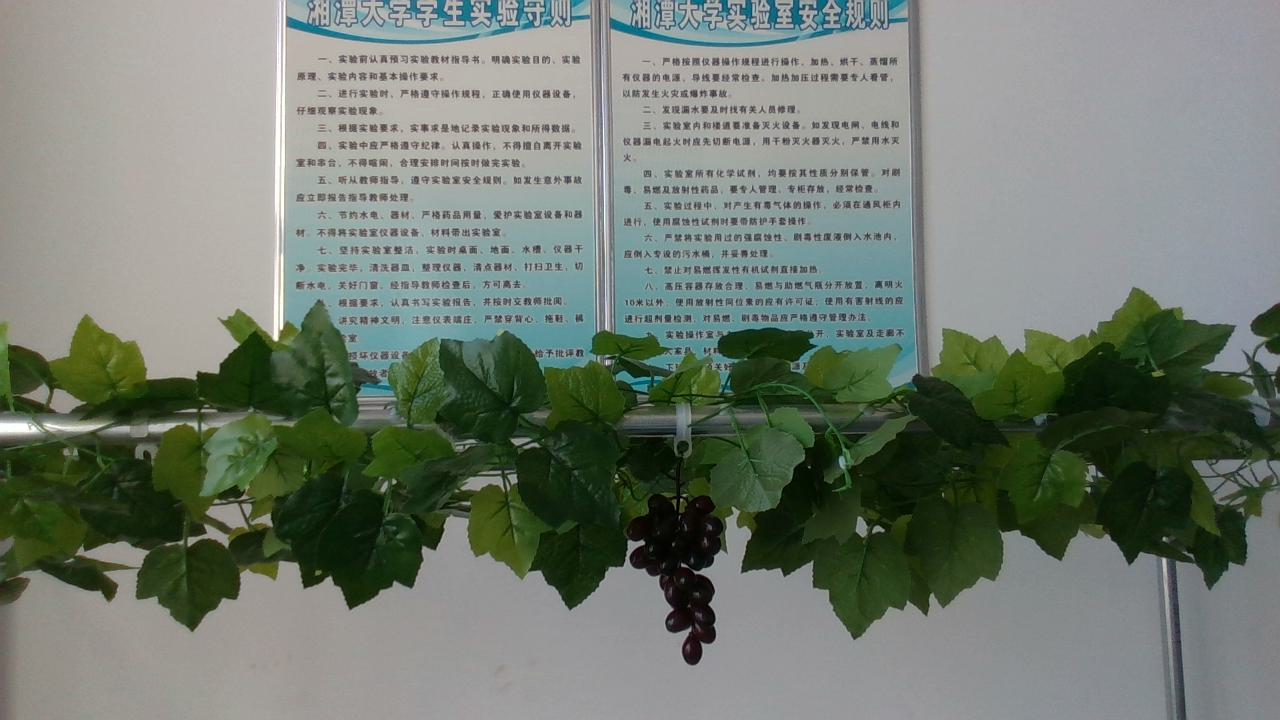 湘潭大学学生实验守则
一、实验前认真预习实验教材指导书。明确实验目的、实验
原理、实验内容和基本操作要求。
二、进行实验时、严格遵守操作规程，正确使用仪器设备，
仔细观察实验现象。
三、根据实验要求，实事求是地记录实验现象和所得数据。
四、实验中应严格遵守纪律。认真操作，不得擅自离开实验
室和串台，不得喧闹，合理安排时间按时做完实验。
五、听从教师指导，遵守实验室安全规则。如发生意外事故
应立即报告指导教师处理。
六、节约水电、器材、严格药品用量，爱护实验室设备和器
材。不得将实验室仪器设备、材料带出实验室。
七、坚持实验室整洁，实验时桌面、地面、水槽、仪器干
净。实验完毕，清洗器皿，整理仪器，清点器材、打扫卫生，切
断水电，关好门窗。经指导教师检查后，方可离去。
根据要求，认真书写实验报告，并按时交教师批阅。
讲究精神文明，注意仪表端庄，严禁穿背心、拖鞋、裤
室
损坏仪器设备
给予批评教
湘潭大学实验室安全规则
一、严格按照仪器操作规程进行操作。加热、烘干、蒸馏所
有仪器的电源、导线要经常检查。加热加压过程需要专人看管，
以防发生火灾或爆炸事故。
二、发现漏水要及时找有关人员修理。
三、实验室内和楼道要准备灭火设备。如发现电闸、电线和
仪器漏电起火时应先切断电源，用干粉灭火器灭火，严禁用水灭
火。
四、实验室所有化学试剂，均要按其性质分别保管。对剧
毒、易燃及放射性药品，要专人管理、专柜存放，经常检查。
五、实验过程中，对产生有毒气体的操作，必须在通风柜内
进行，使用腐蚀性试剂时要带防护手套操作。
六、严禁将实验用过的强腐蚀性、剧毒性废液倒入水池内，
应倒入专设的污水桶，并妥善处理。
七、禁止对易燃挥发性有机试剂直接加热。
八、高压容器存放合理，易燃与助燃气瓶分开放置，离明火
10米以外；使用放射性同位素的应有许可证；使用有害射线的应
进行超剂量检测，对易燃、剧毒物品应严格遵守管理办法。
九、实验操作室与
开，实验室及走廊不
家具、材料
下
关好